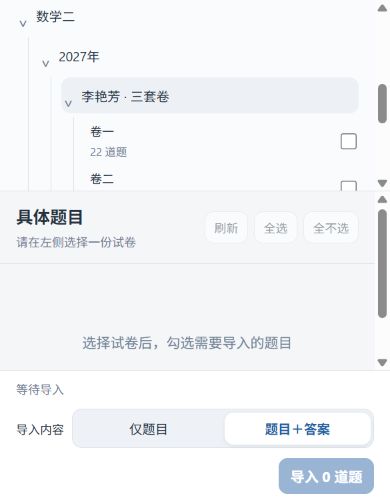 数学二
2027年
李艳芳 · 三套卷
卷一
22 道题
卷二
具体题目
刷新 全选 全不选
请在左侧选择一份试卷
选择试卷后，勾选需要导入的题目
等待导入
导入内容 仅题目 题目＋答案
导入 0 道题